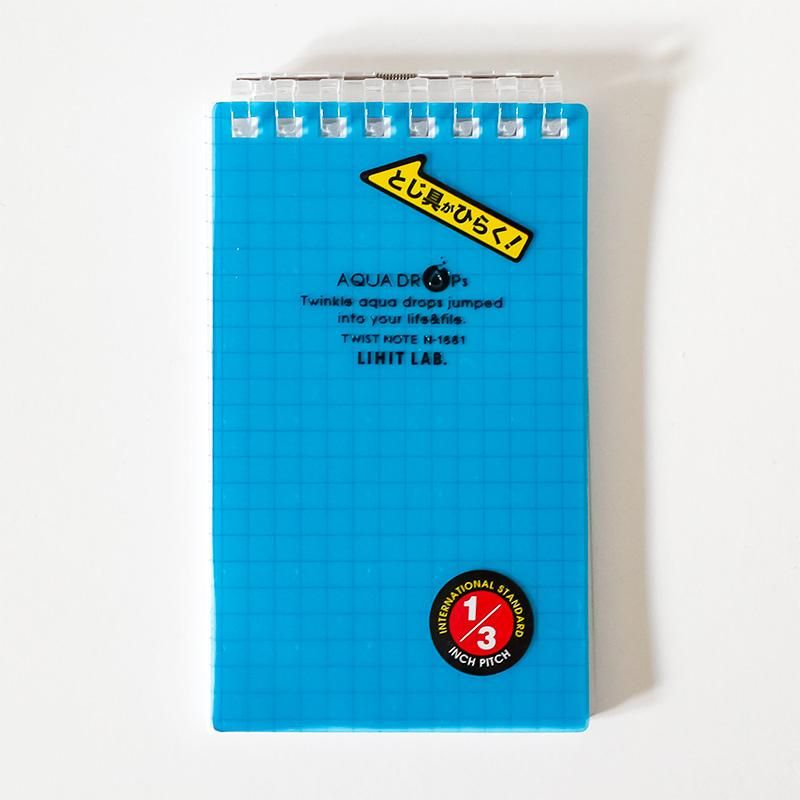 とじ具がひらく!
AQUA DROPs
Twinkle aqua drops jumped
into your life&file.
TWIST NOTE N-1661
LIHIT LAB.
INTERNATIONAL STANDARD
1/3
INCH PITCH